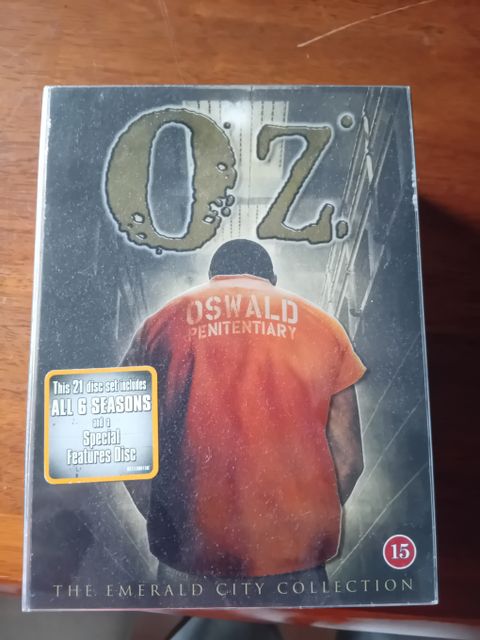 OZ.
OSWALD
PENITENTIARY
This 21 disc set includes
ALL 6 SEASONS
and a
Special
Features Disc
15
THE EMERALD CITY COLLECTION